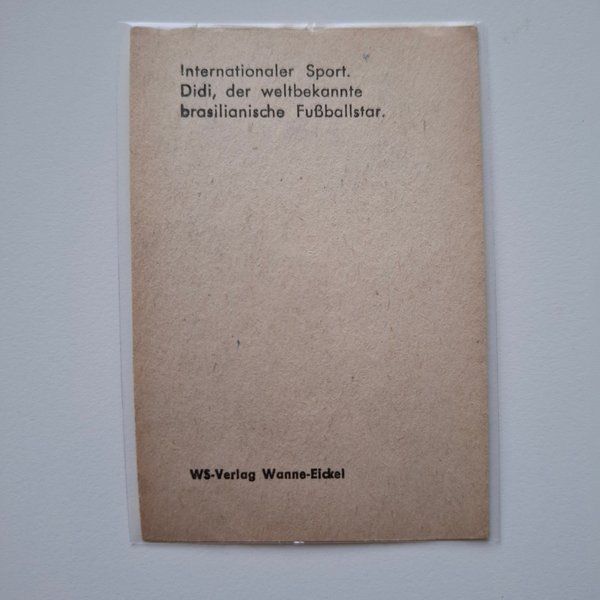 Internationaler Sport.
Didi, der weltbekannte
brasilianische Fußballstar.
WS-Verlag Wanne-Eickel